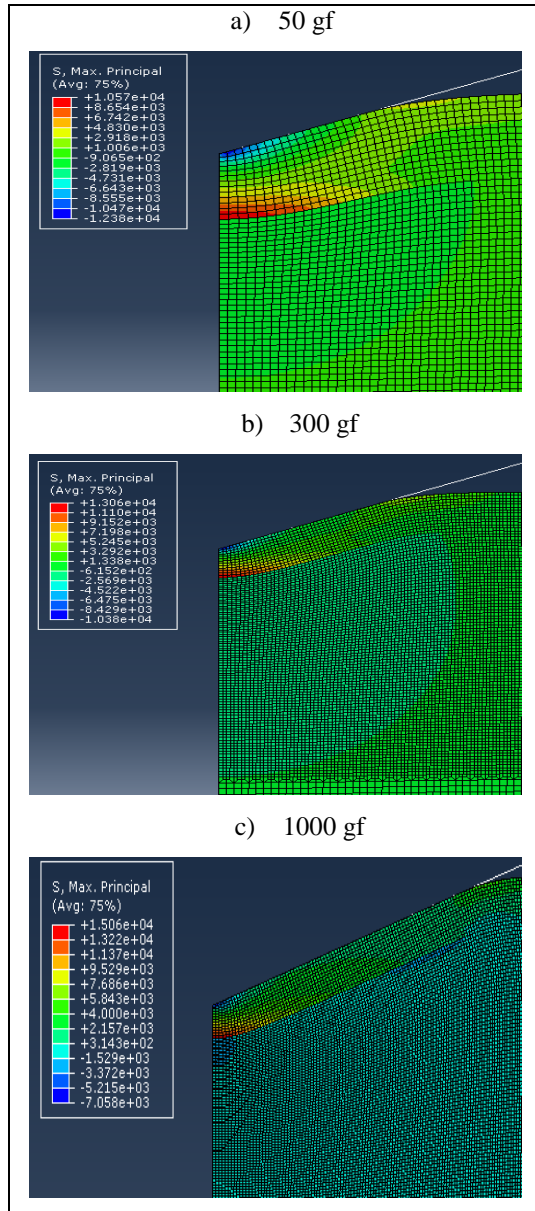 a) 50 gf
S, Max. Principal
(Avg: 75%)
+1.057e+04
+8.654e+03
+6.742e+03
+4.830e+03
+2.918e+03
+1.006e+03
-9.065e+02
-2.819e+03
-4.731e+03
-6.643e+03
-8.555e+03
-1.047e+04
-1.238e+04
b) 300 gf
S, Max. Principal
(Avg: 75%)
+1.306e+04
+1.110e+04
+9.152e+03
+7.198e+03
+5.245e+03
+3.292e+03
+1.338e+03
-6.152e+02
-2.569e+03
-4.522e+03
-6.475e+03
-8.429e+03
-1.038e+04
c) 1000 gf
S, Max. Principal
(Avg: 75%)
+1.506e+04
+1.322e+04
+1.137e+04
+9.529e+03
+7.686e+03
+5.843e+03
+4.000e+03
+2.157e+03
+3.143e+02
-1.529e+03
-3.372e+03
-5.215e+03
-7.058e+03